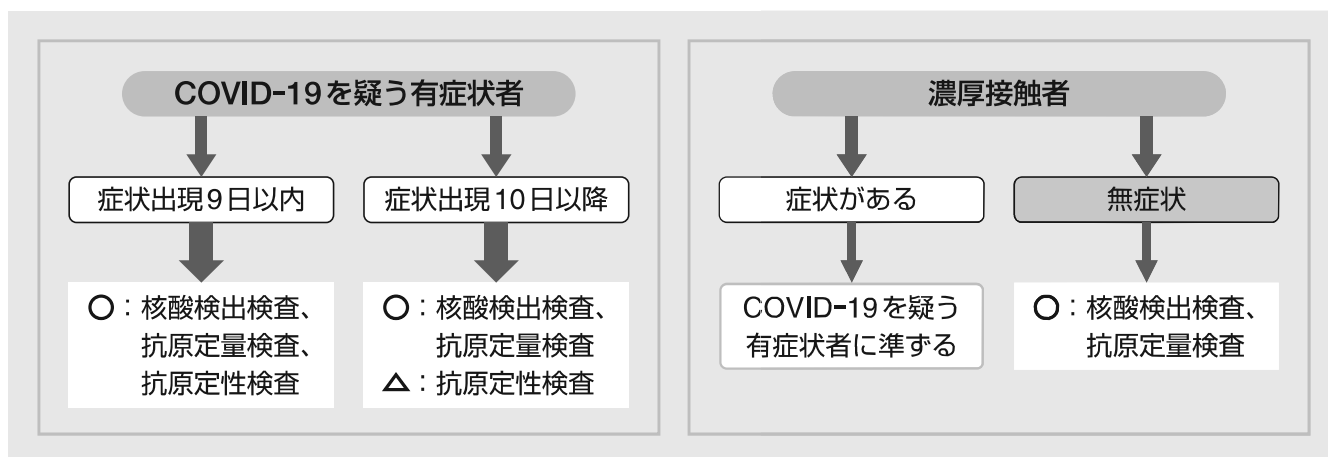 COVID-19を疑う有症状者
症状出現9日以内
症状出現10日以降
○：核酸検出検査、
抗原定量検査、
抗原定性検査
○：核酸検出検査、
抗原定量検査
△：抗原定性検査
濃厚接触者
症状がある
無症状
COVID-19を疑う
有症状者に準ずる
○：核酸検出検査、
抗原定量検査